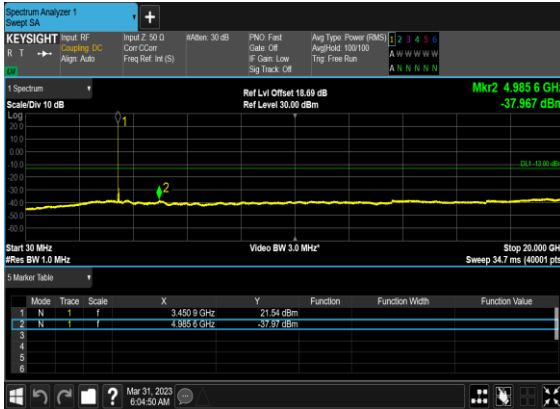 Spectrum Analyzer 1
Swept SA
+
KEYSIGHT
R T
Input: RF
Coupling: DC
Align: Auto
Input Z: 50 Ω
Corr CCorr
Freq Ref: Int (S)
#Atten: 30 dB
PNO: Fast
Gate: Off
IF Gain: Low
Sig Track: Off
Avg Type: Power (RMS)
Avg|Hold: 100/100
Trig: Free Run
1 2 3 4 5 6
A W W W W W
A N N N N N
1 Spectrum
Scale/Div 10 dB
Ref Lvl Offset 18.69 dB
Ref Level 30.00 dBm
Mkr2 4.985 6 GHz
-37.967 dBm
Log
20.0
10.0
0.00
-10.0
-20.0
-30.0
-40.0
-50.0
-60.0
1
2
DL1 -13.00 dBm
Start 30 MHz
#Res BW 1.0 MHz
Video BW 3.0 MHz*
Stop 20.000 GH
Sweep 34.7 ms (40001 pts
5 Marker Table
Mode Trace Scale X Y Function Function Width Function Value
1 N 1 f 3.450 9 GHz 21.54 dBm
2 N 1 f 4.985 6 GHz -37.97 dBm
3
4
5
6
?
Mar 31, 2023
6:04:50 AM